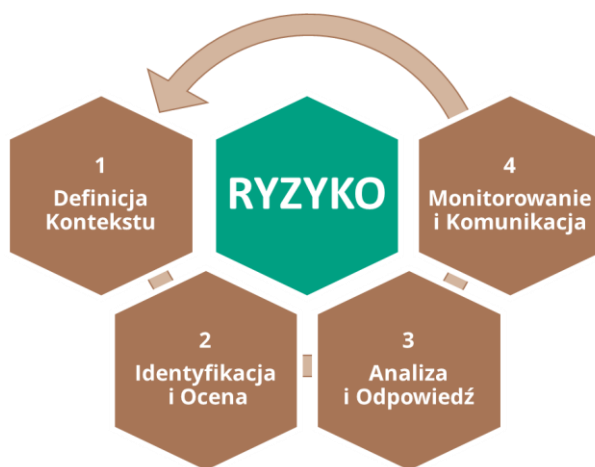 RYZYKO
1
Definicja
Kontekstu
2
Identyfikacja
i Ocena
3
Analiza
i Odpowiedź
4
Monitorowanie
i Komunikacja